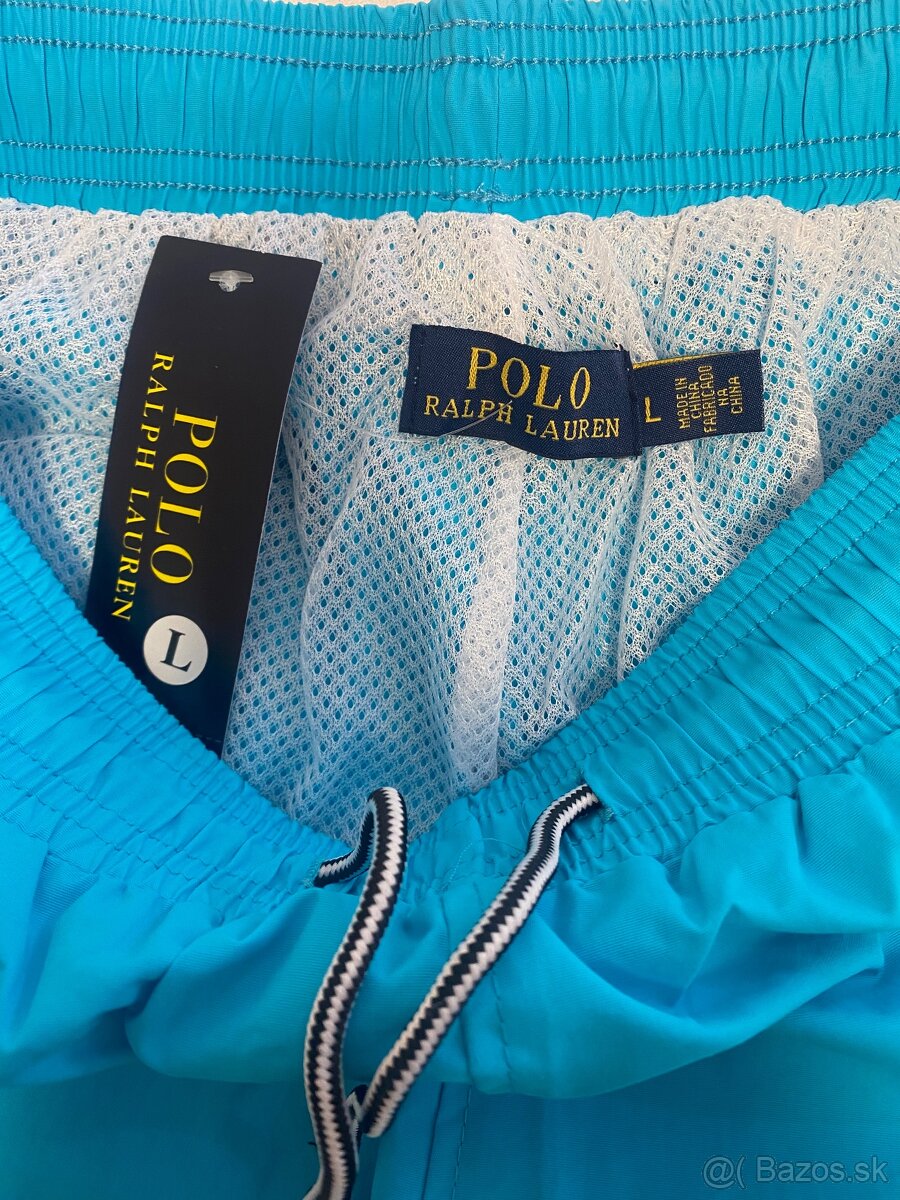 POLO
RALPH LAUREN
L
POLO
RALPH LAUREN
L
MADE IN
CHINA
FABRICADO
NA
CHINA
@( Bazos.sk